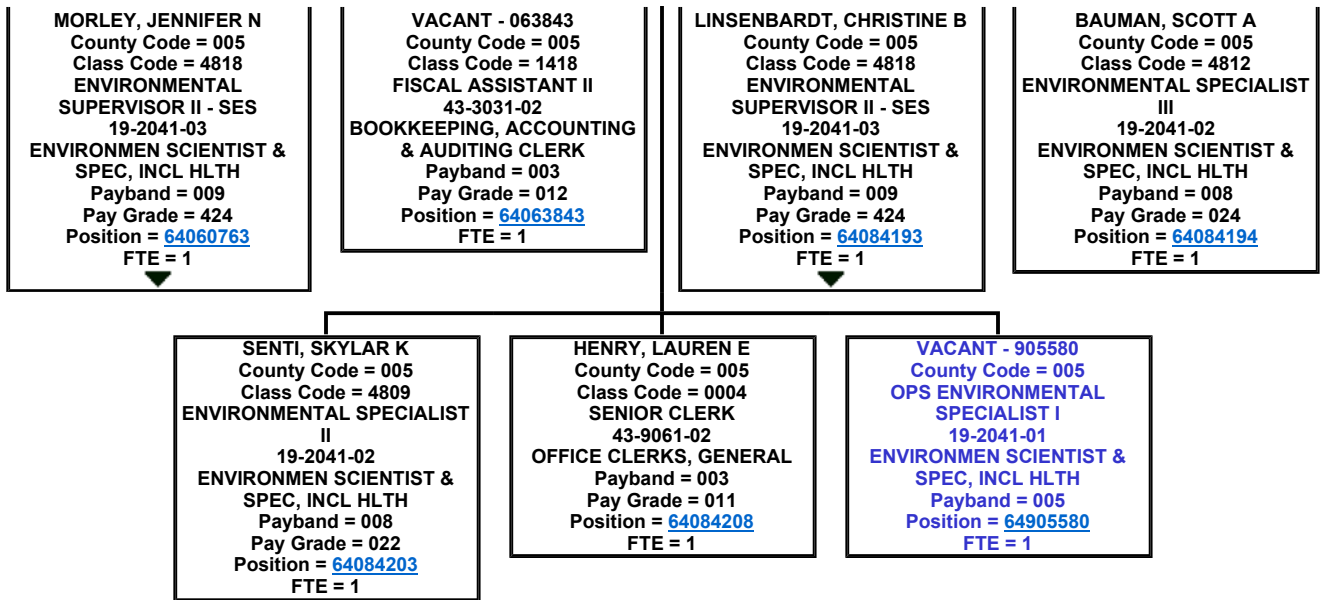 MORLEY, JENNIFER N
County Code = 005
Class Code = 4818
ENVIRONMENTAL
SUPERVISOR II - SES
19-2041-03
ENVIRONMEN SCIENTIST &
SPEC, INCL HLTH
Payband = 009
Pay Grade = 424
Position = 64060763
FTE = 1
VACANT - 063843
County Code = 005
Class Code = 1418
FISCAL ASSISTANT II
43-3031-02
BOOKKEEPING, ACCOUNTING
& AUDITING CLERK
Payband = 003
Pay Grade = 012
Position = 64063843
FTE = 1
LINSENBARDT, CHRISTINE B
County Code = 005
Class Code = 4818
ENVIRONMENTAL
SUPERVISOR II - SES
19-2041-03
ENVIRONMEN SCIENTIST &
SPEC, INCL HLTH
Payband = 009
Pay Grade = 424
Position = 64084193
FTE = 1
BAUMAN, SCOTT A
County Code = 005
Class Code = 4812
ENVIRONMENTAL SPECIALIST
III
19-2041-02
ENVIRONMEN SCIENTIST &
SPEC, INCL HLTH
Payband = 008
Pay Grade = 024
Position = 64084194
FTE = 1
SENTI, SKYLAR K
County Code = 005
Class Code = 4809
ENVIRONMENTAL SPECIALIST
II
19-2041-02
ENVIRONMEN SCIENTIST &
SPEC, INCL HLTH
Payband = 008
Pay Grade = 022
Position = 64084203
FTE = 1
HENRY, LAUREN E
County Code = 005
Class Code = 0004
SENIOR CLERK
43-9061-02
OFFICE CLERKS, GENERAL
Payband = 003
Pay Grade = 011
Position = 64084208
FTE = 1
VACANT - 905580
County Code = 005
OPS ENVIRONMENTAL
SPECIALIST I
19-2041-01
ENVIRONMEN SCIENTIST &
SPEC, INCL HLTH
Payband = 005
Position = 64905580
FTE = 1